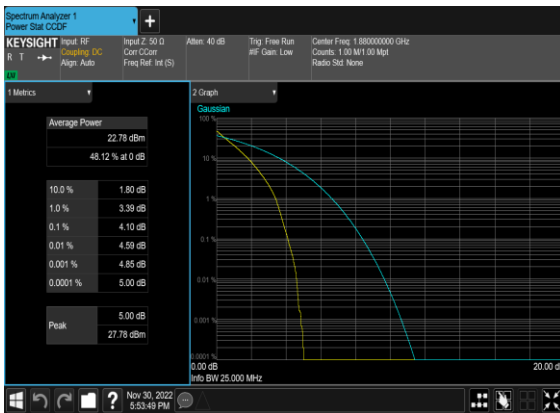 Spectrum Analyzer 1
Power Stat CCDF
KEYSIGHT
R T
LV
Input: RF
Coupling: DC
Align: Auto
Input Z: 50 Ω
Corr CCorr
Freq Ref: Int (S)
Atten: 40 dB
Trig: Free Run
#IF Gain: Low
Center Freq: 1.880000000 GHz
Counts: 1.00 M/1.00 Mpt
Radio Std: None
1 Metrics
Average Power
22.78 dBm
48.12 % at 0 dB
10.0 % 1.80 dB
1.0 % 3.39 dB
0.1 % 4.10 dB
0.01 % 4.59 dB
0.001 % 4.85 dB
0.0001 % 5.00 dB
Peak
5.00 dB
27.78 dBm
2 Graph
Gaussian
100 %
10 %
1 %
0.1 %
0.01 %
0.001 %
0.0001 %
0.00 dB
20.00 d
Info BW 25.000 MHz
Nov 30, 2022
5:53:49 PM